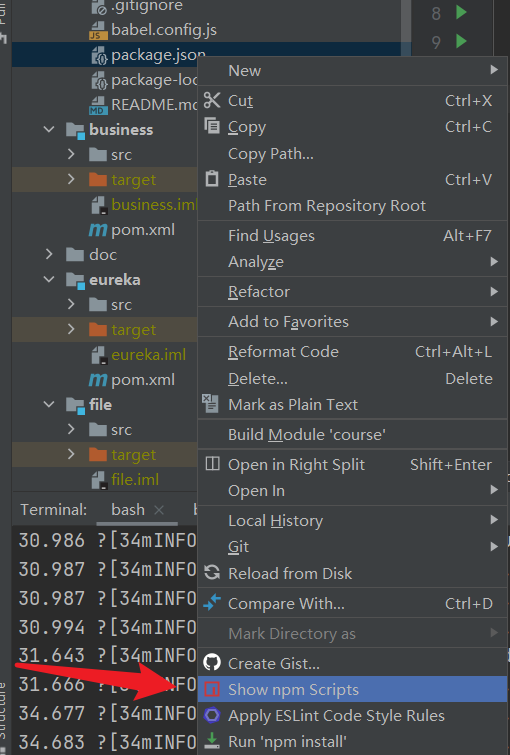 .gitignore
8
babel.config.js
9
package.json
package-loc
README.md
business
src
target
business.iml
pom.xml
doc
eureka
src
target
eureka.iml
pom.xml
file
src
target
file.iml
New
Cut Ctrl+X
Copy Ctrl+C
Copy Path...
Paste Ctrl+V
Path From Repository Root
Find Usages Alt+F7
Analyze
Refactor
Add to Favorites
Reformat Code Ctrl+Alt+L
Delete... Delete
Mark as Plain Text
Build Module 'course'
Open in Right Split Shift+Enter
Open In
Local History
Git
Reload from Disk
Compare With... Ctrl+D
Mark Directory as
Create Gist...
Show npm Scripts
Apply ESLint Code Style Rules
Run 'npm install'
Terminal: bash
30.986 ?[34mINFO
30.987 ?[34mINFO
30.987 ?[34mINFO
30.994 ?[34mINFO
31.643 ?[34mINFO
31.666 ?[34mINFO
34.677 ?[34mINFO
34.683 ?[34mINFO
Structure